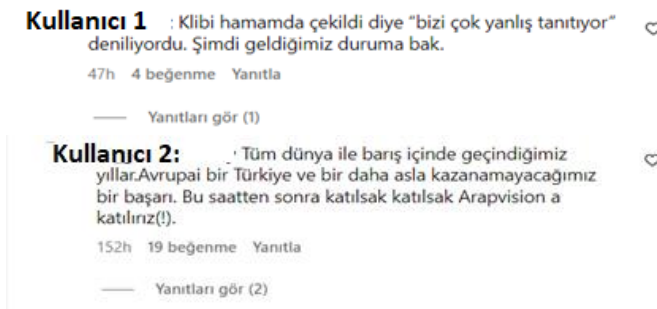 Kullanıcı 1 : Klibi hamamda çekildi diye "bizi çok yanlış tanıtıyor"
deniliyordu. Şimdi geldiğimiz duruma bak.
47h 4 beğenme Yanıtla
Yanıtları gör (1)
Kullanıcı 2: Tüm dünya ile barış içinde geçindiğimiz
yıllar.Avrupai bir Türkiye ve bir daha asla kazanamayacağımız
bir başarı. Bu saatten sonra katılsak katılsak Arapvision a
katılırız(!).
152h 19 beğenme Yanıtla
Yanıtları gör (2)